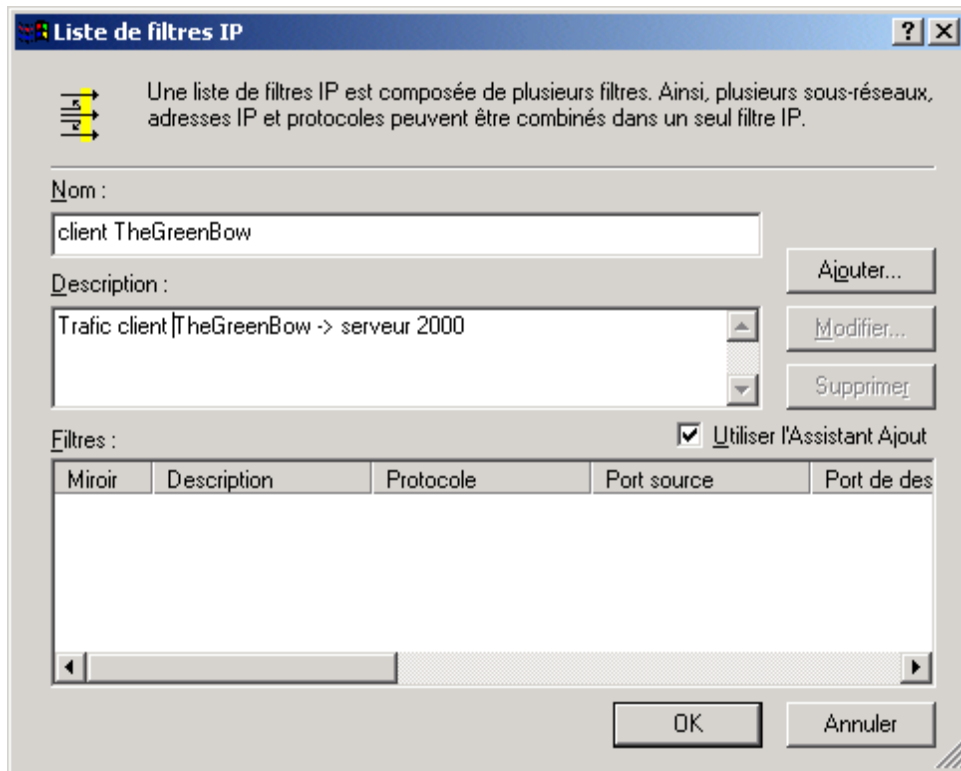 Liste de filtres IP
Une liste de filtres IP est composée de plusieurs filtres. Ainsi, plusieurs sous-réseaux,
adresses IP et protocoles peuvent être combinés dans un seul filtre IP.
Nom :
client TheGreenBow
Ajouter...
Description :
Trafic client TheGreenBow -> serveur 2000
Modifier...
Supprimer
Filtres :
Utiliser l'Assistant Ajout
Miroir Description Protocole Port source Port de des
OK Annuler